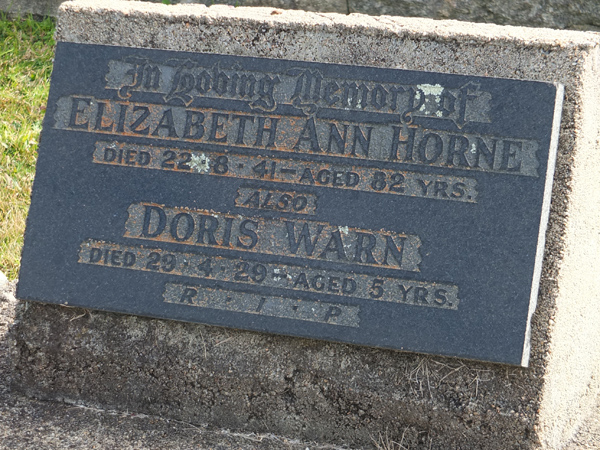 In Loving Memory of
ELIZABETH ANN HORNE
DIED 22·8·41—AGED 82 YRS.
ALSO
DORIS WARN
DIED 29·4·29—AGED 5 YRS.
R·I·P